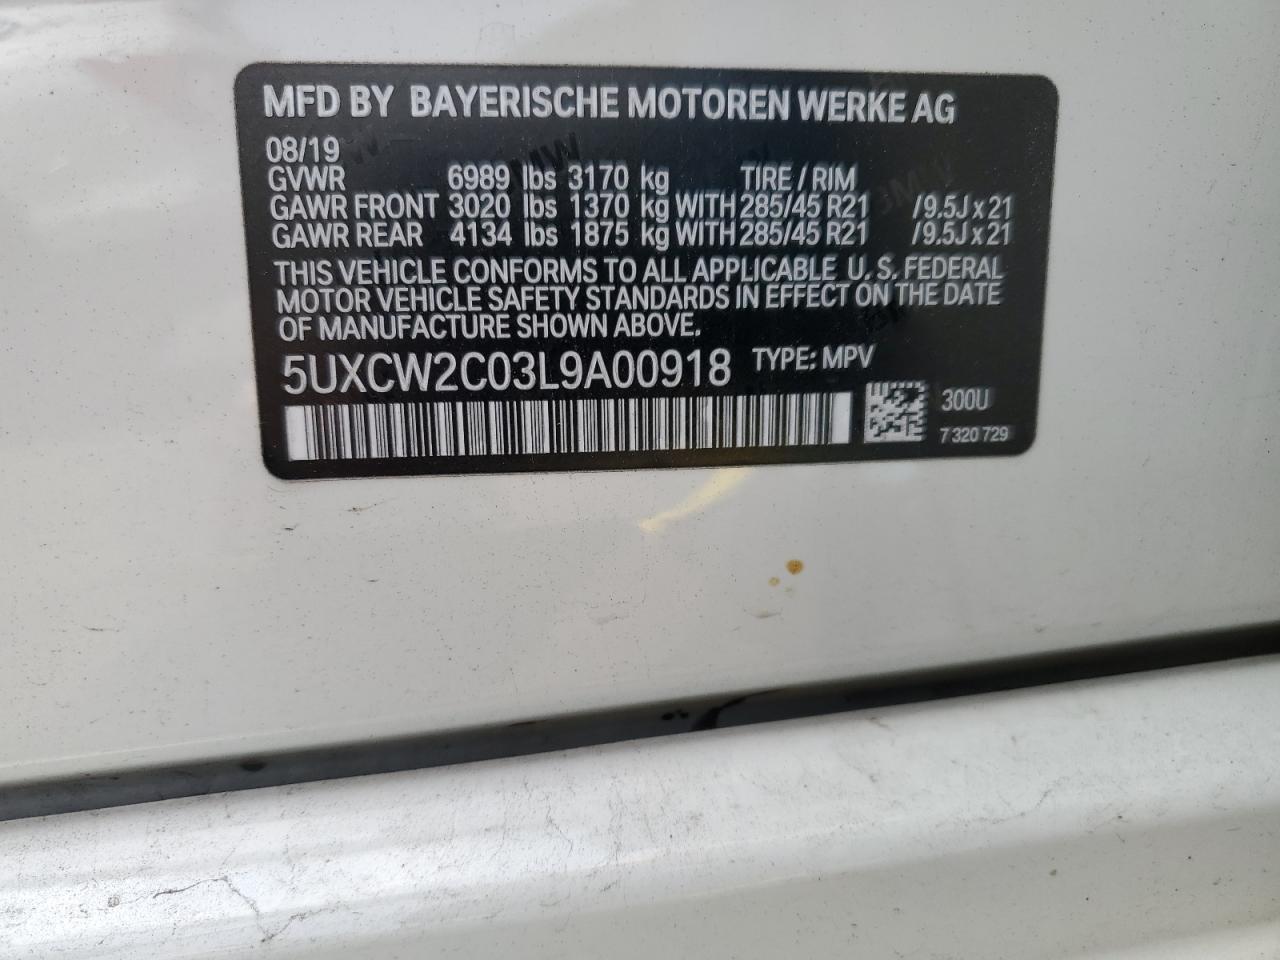 MFD BY BAYERISCHE MOTOREN WERKE AG
08/19
GVWR 6989 lbs 3170 kg TIRE / RIM
GAWR FRONT 3020 lbs 1370 kg WITH 285/45 R21 /9.5J x 21
GAWR REAR 4134 lbs 1875 kg WITH 285/45 R21 /9.5J x 21
THIS VEHICLE CONFORMS TO ALL APPLICABLE U. S. FEDERAL
MOTOR VEHICLE SAFETY STANDARDS IN EFFECT ON THE DATE
OF MANUFACTURE SHOWN ABOVE.
5UXCW2C03L9A00918 TYPE: MPV
300U
7 320 729